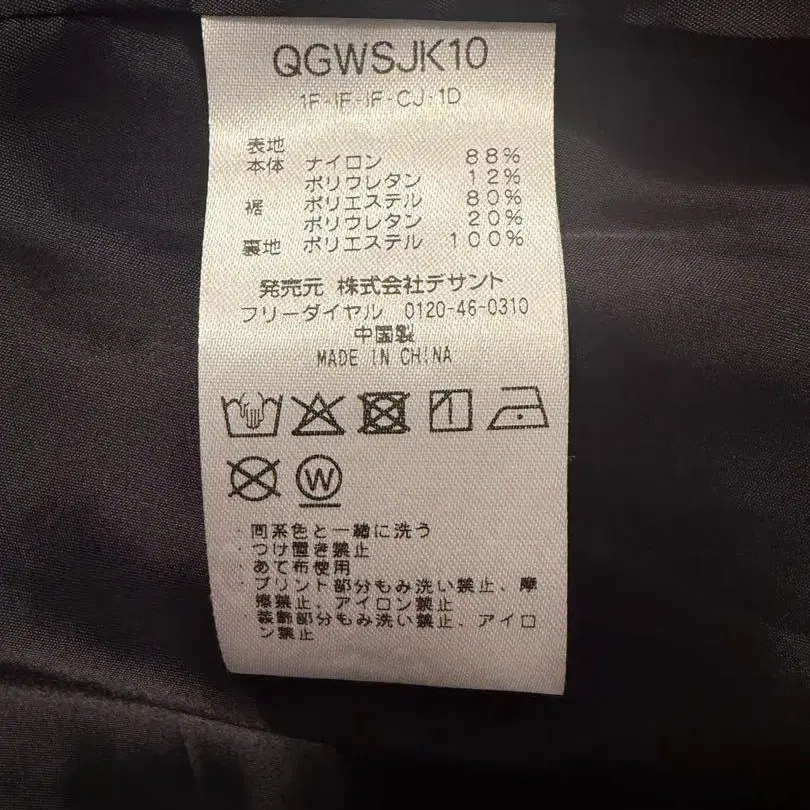 QGWSJK10
1F-IF-IF-CJ-1D
表地
本体 ナイロン 88%
ポリウレタン 12%
裾 ポリエステル 80%
ポリウレタン 20%
裏地 ポリエステル 100%
発売元 株式会社デサント
フリーダイヤル 0120-46-0310
中国製
MADE IN CHINA
W
・同系色と一緒に洗う
・つけ置き禁止
・あて布使用
・プリント部分もみ洗い禁止、摩
擦禁止、アイロン禁止
・装飾部分もみ洗い禁止、アイロ
ン禁止